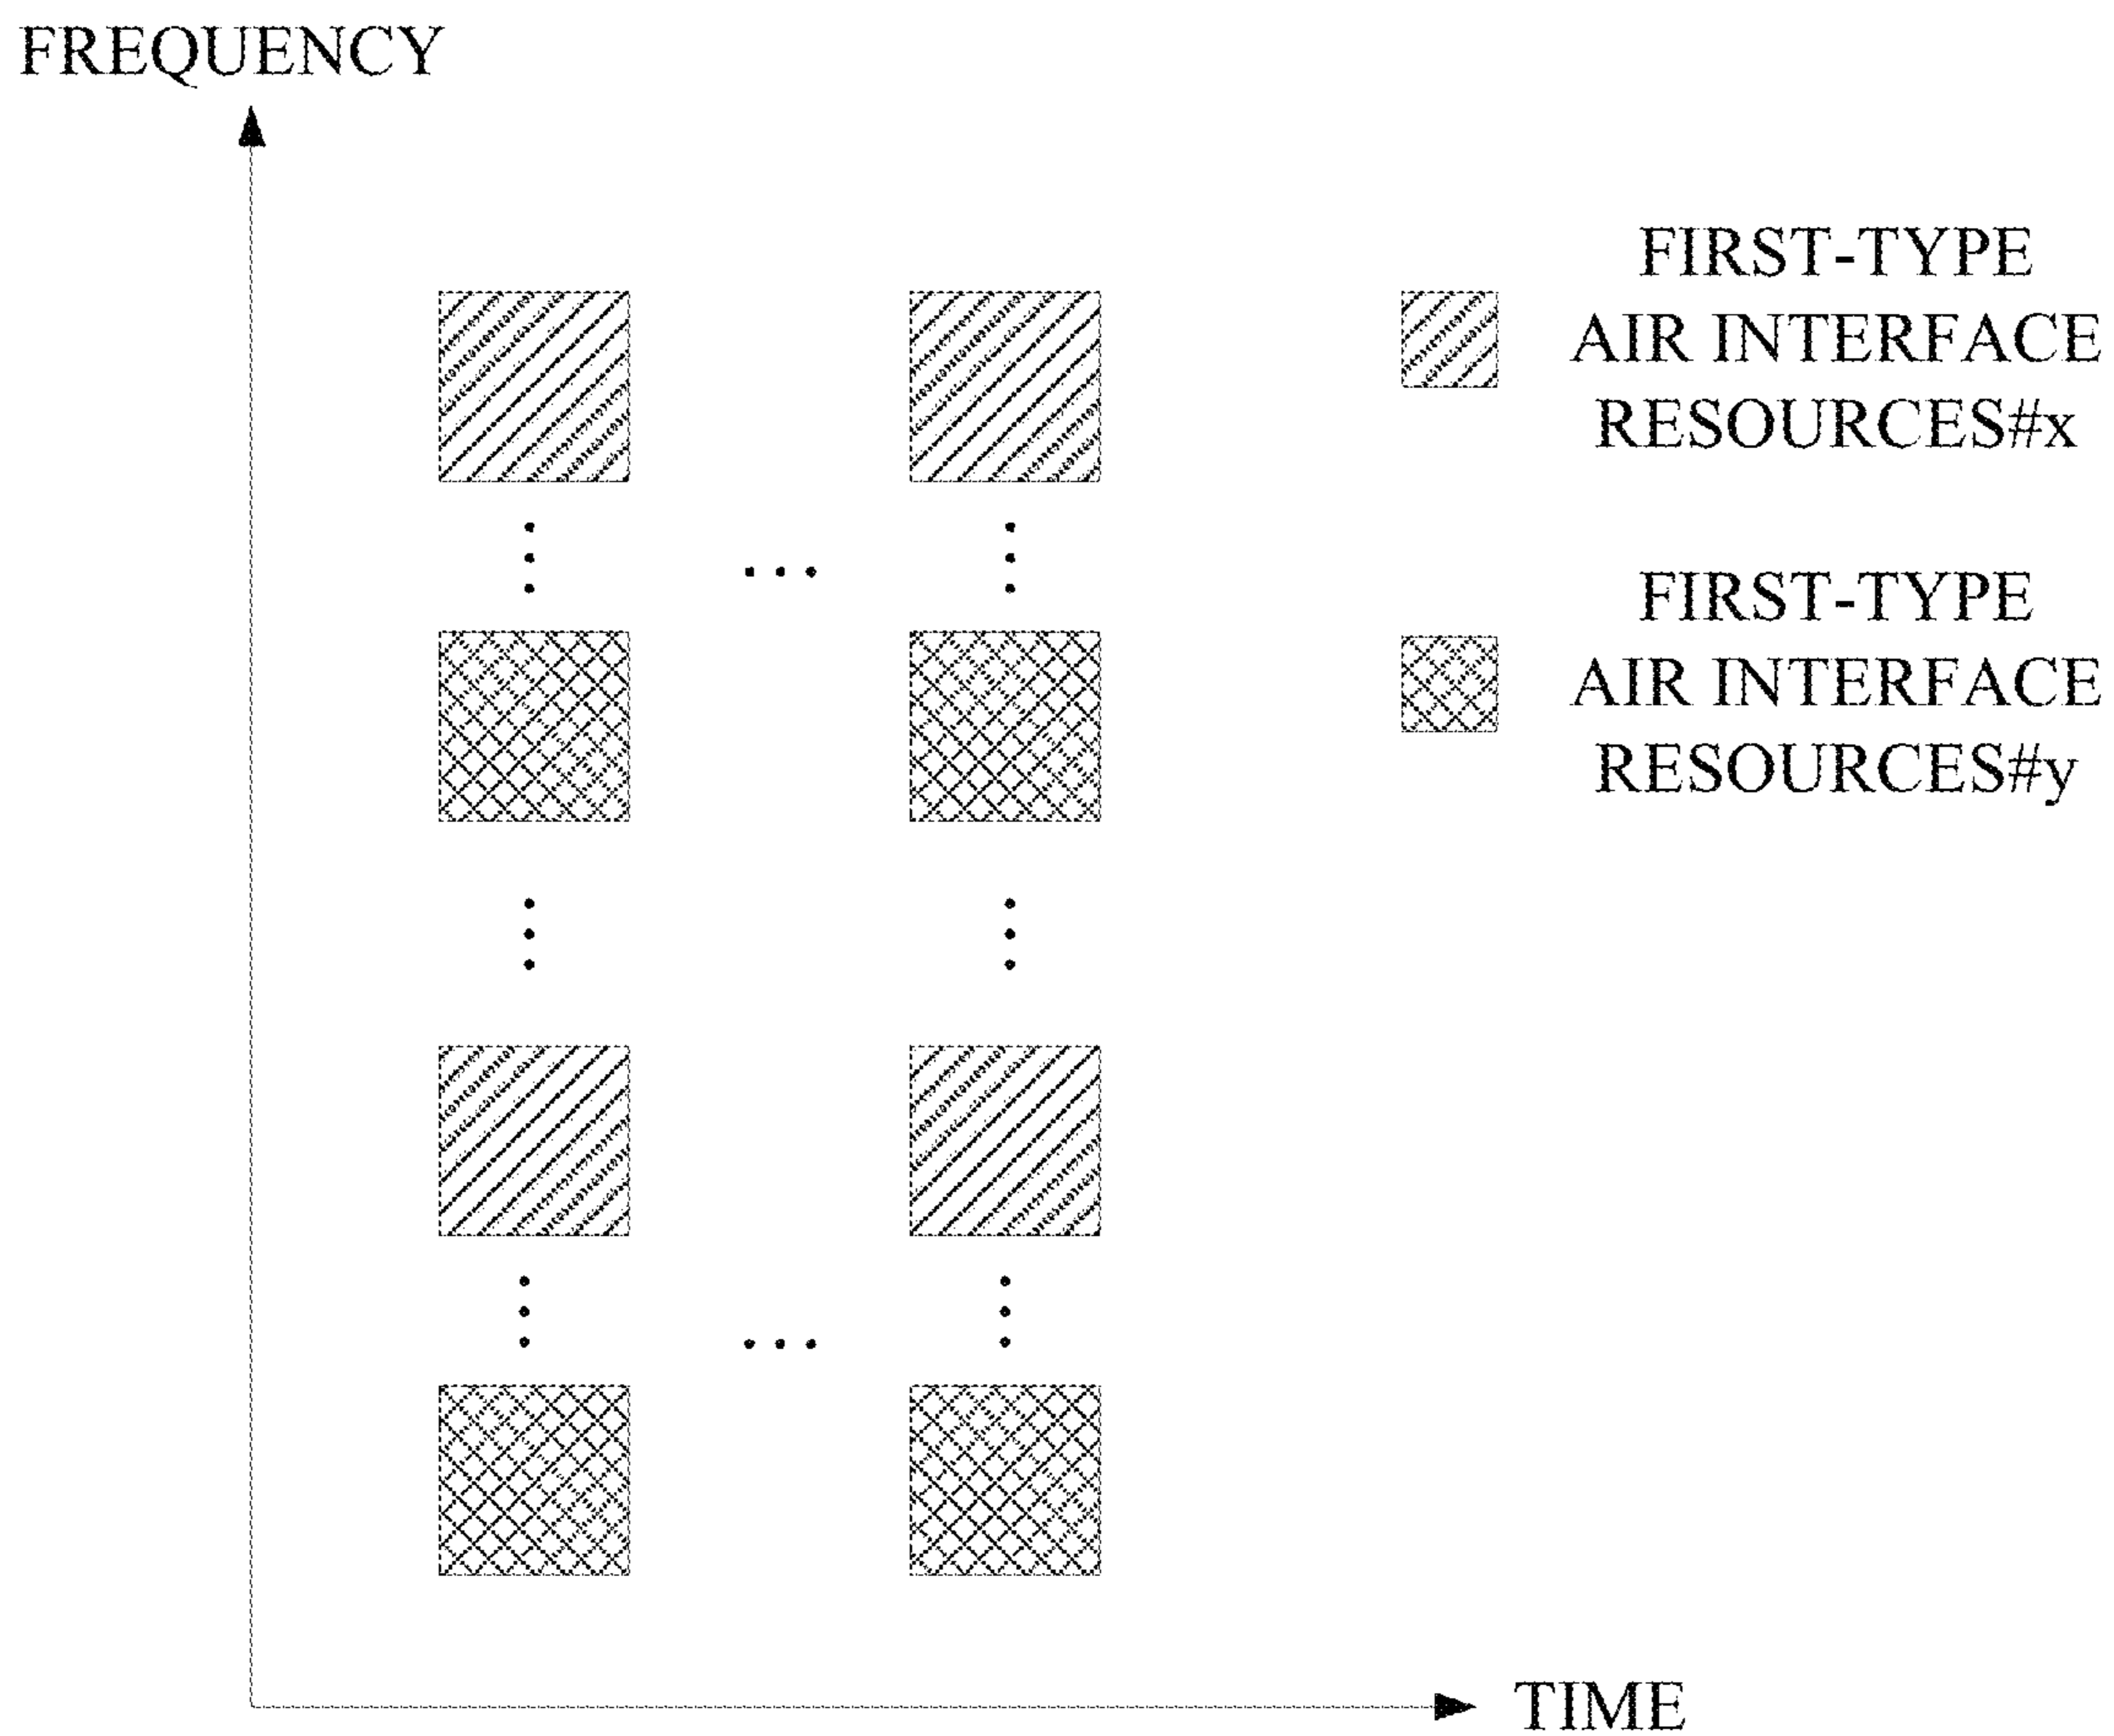 FREQUENCY
FIRST-TYPE
AIR INTERFACE
RESOURCES#x
FIRST-TYPE
AIR INTERFACE
RESOURCES#y
TIME